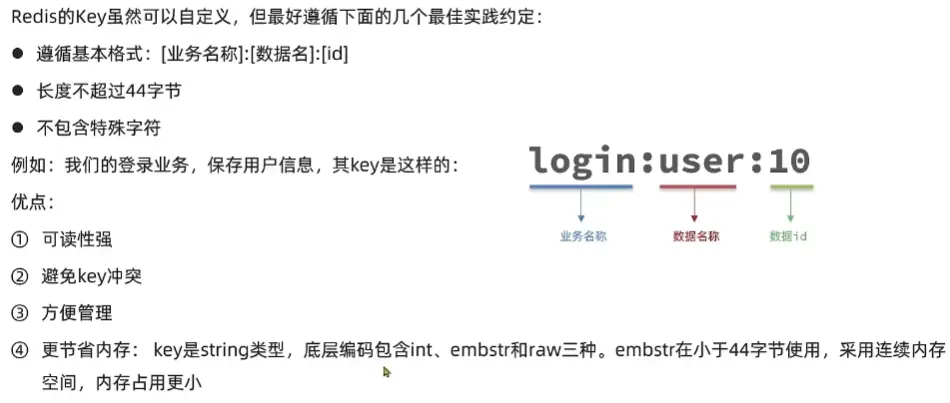 Redis的Key虽然可以自定义，但最好遵循下面的几个最佳实践约定：
● 遵循基本格式：[业务名称]:[数据名]:[id]
● 长度不超过44字节
● 不包含特殊字符
例如：我们的登录业务，保存用户信息，其key是这样的：
login:user:10
业务名称 数据名称 数据id
优点：
① 可读性强
② 避免key冲突
③ 方便管理
④ 更节省内存： key是string类型，底层编码包含int、embstr和raw三种。embstr在小于44字节使用，采用连续内存
空间，内存占用更小